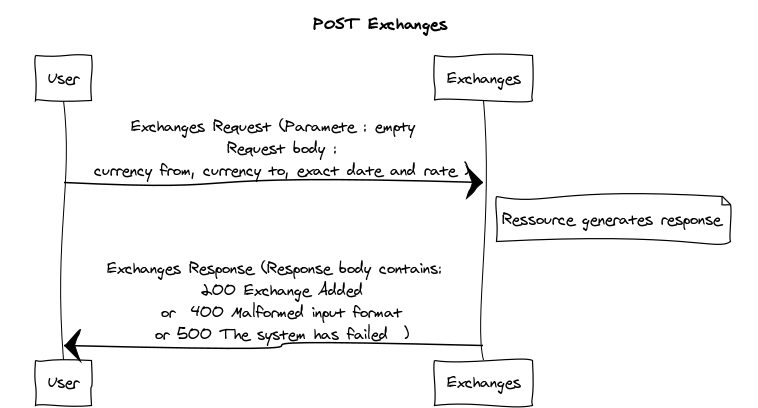 POST Exchanges
User
Exchanges
Exchanges Request (Paramete : empty
Request body :
currency from, currency to, exact date and rate )
Ressource generates response
Exchanges Response (Response body contains:
200 Exchange Added
or 400 Malformed input format
or 500 The system has failed )
User
Exchanges